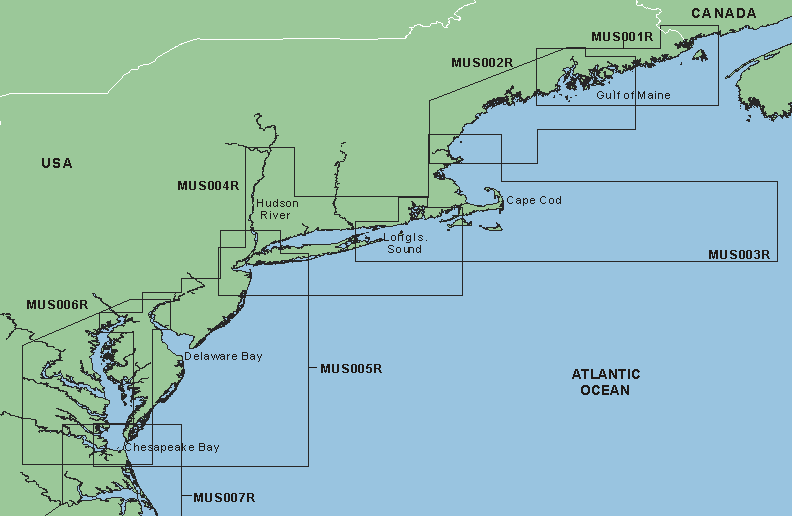 CANADA
MUS001R
MUS002R
Gulf of Maine
USA
MUS004R
Hudson
River
Cape Cod
Long Is.
Sound
MUS003R
MUS006R
Delaware Bay
MUS005R
ATLANTIC
OCEAN
Chesapeake Bay
MUS007R